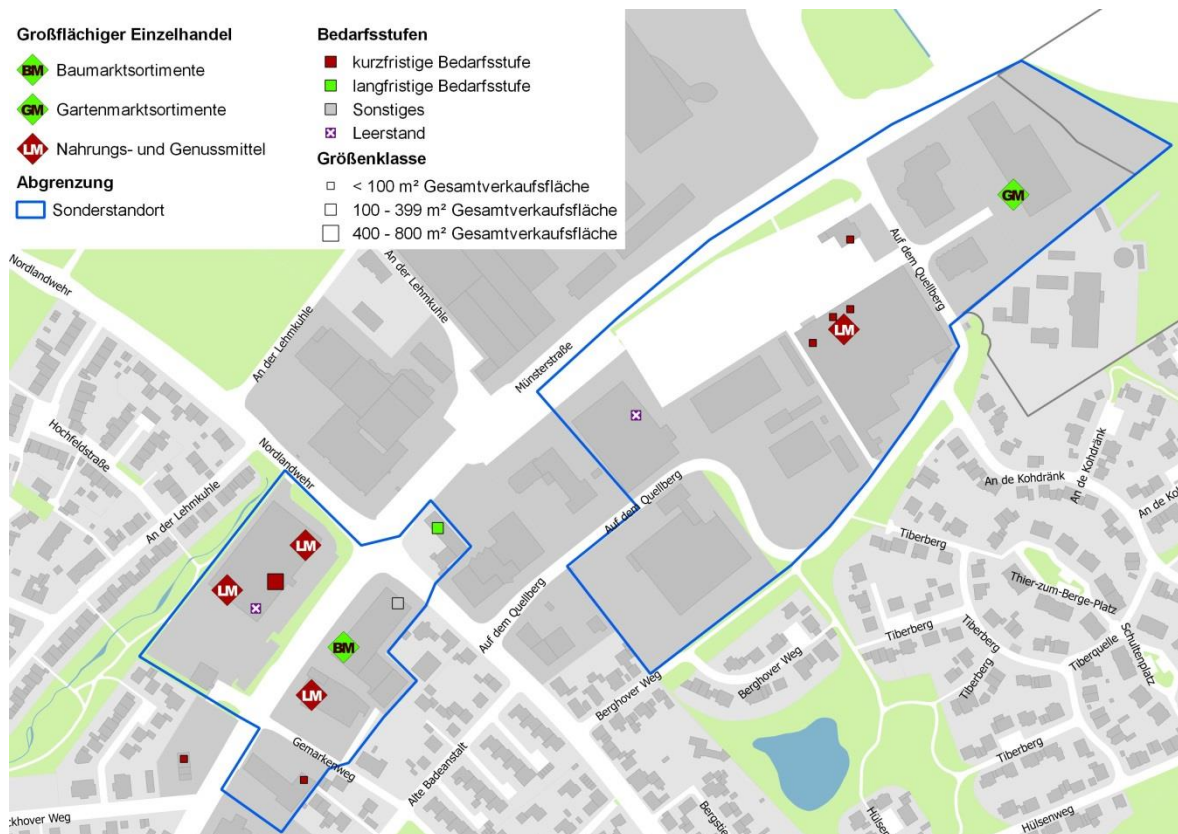 Großflächiger Einzelhandel
BM Baumarktsortimente
GM Gartenmarktsortimente
LM Nahrungs- und Genussmittel
Abgrenzung
Sonderstandort
Bedarfsstufen
kurzfristige Bedarfsstufe
langfristige Bedarfsstufe
Sonstiges
Leerstand
Größenklasse
< 100 m² Gesamtverkaufsfläche
100 - 399 m² Gesamtverkaufsfläche
400 - 800 m² Gesamtverkaufsfläche
Nordlandwehr
An der Lehmkuhle
An der Lehmkuhle
An der Lehmkuhle
Hochfeldstraße
Nordlandwehr
Münsterstraße
Auf dem Quellberg
GM
LM
Auf dem Quellberg
Auf dem Quellberg
LM
LM
BM
LM
Gemarkenweg
Alte Badeanstalt
ckhover Weg
Berghover Weg
Berghover Weg
Bergstie
An de Kohdränk
An de Kohdränk
An de Kohd
Tiberberg
Thier-zum-Berge-Platz
Tiberberg
Tiberberg
Tiberberg
Tiberquelle
Schultenplatz
Tiberberg
Hülsenweg
Hülsen